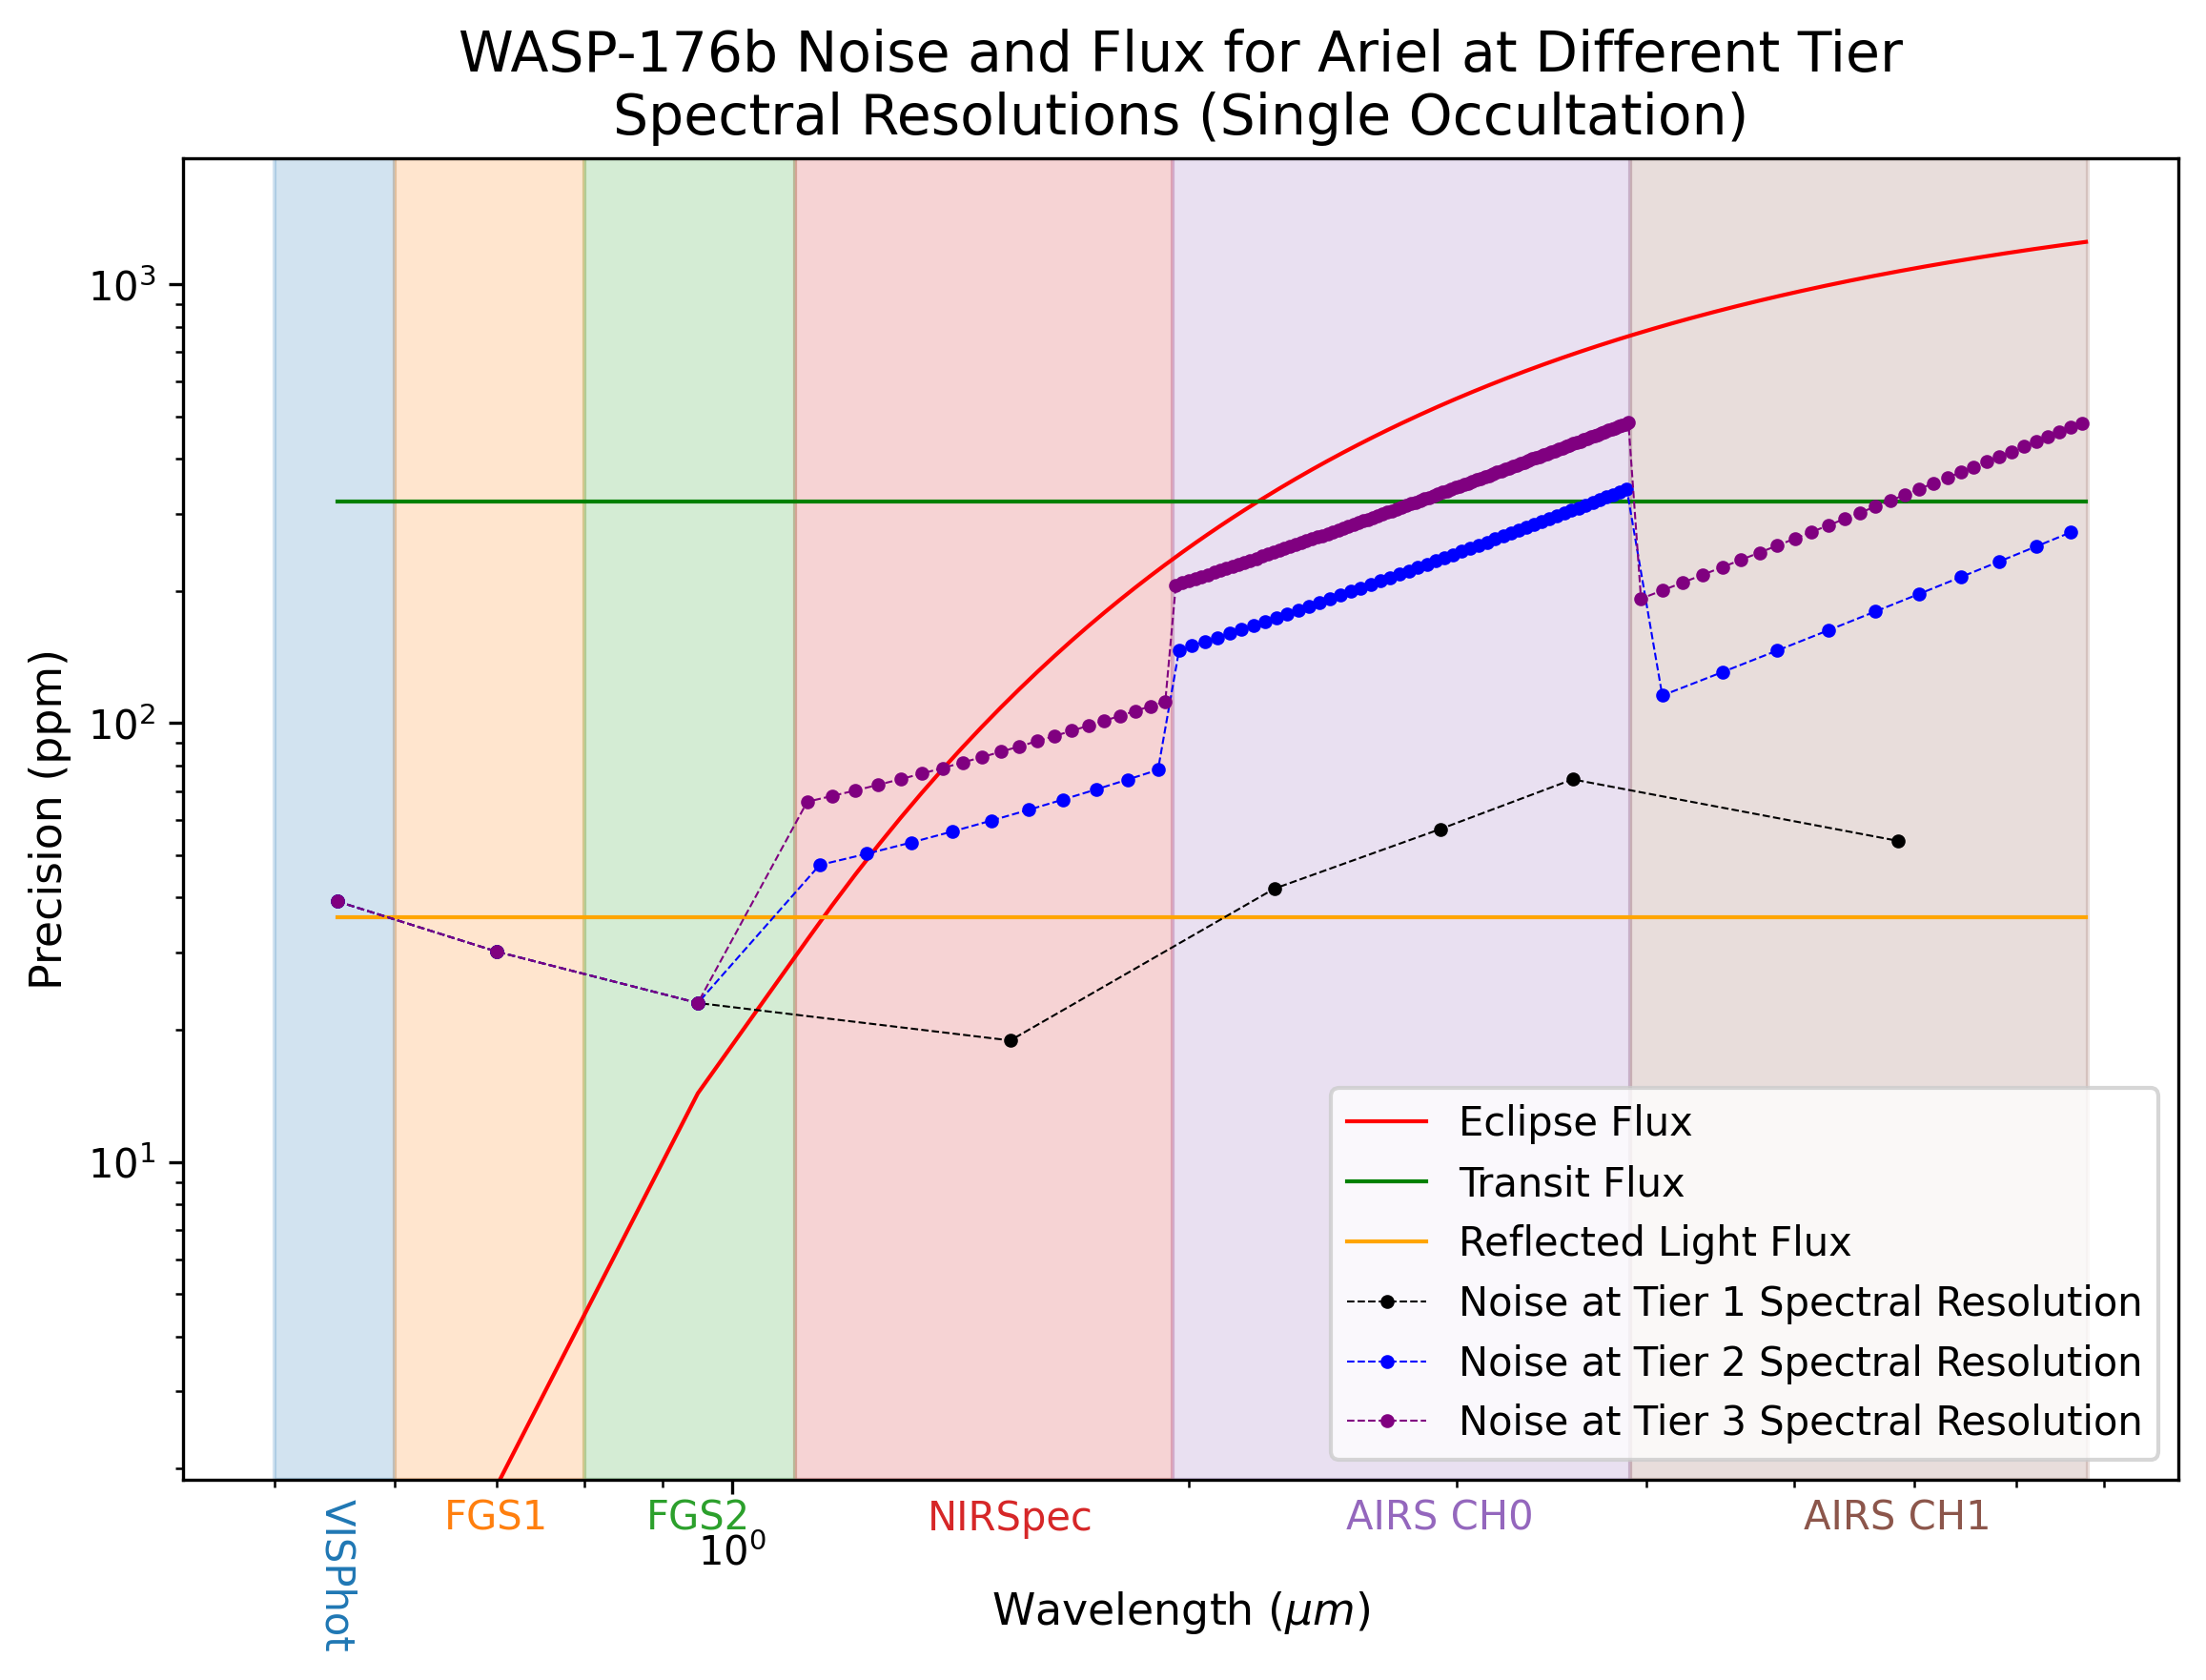 WASP-176b Noise and Flux for Ariel at Different Tier
Spectral Resolutions (Single Occultation)
Precision (ppm)
10³
10²
10¹
Eclipse Flux
Transit Flux
Reflected Light Flux
Noise at Tier 1 Spectral Resolution
Noise at Tier 2 Spectral Resolution
Noise at Tier 3 Spectral Resolution
VISPhot
FGS1
FGS2
NIRSpec
AIRS CH0
AIRS CH1
10⁰
Wavelength (μm)